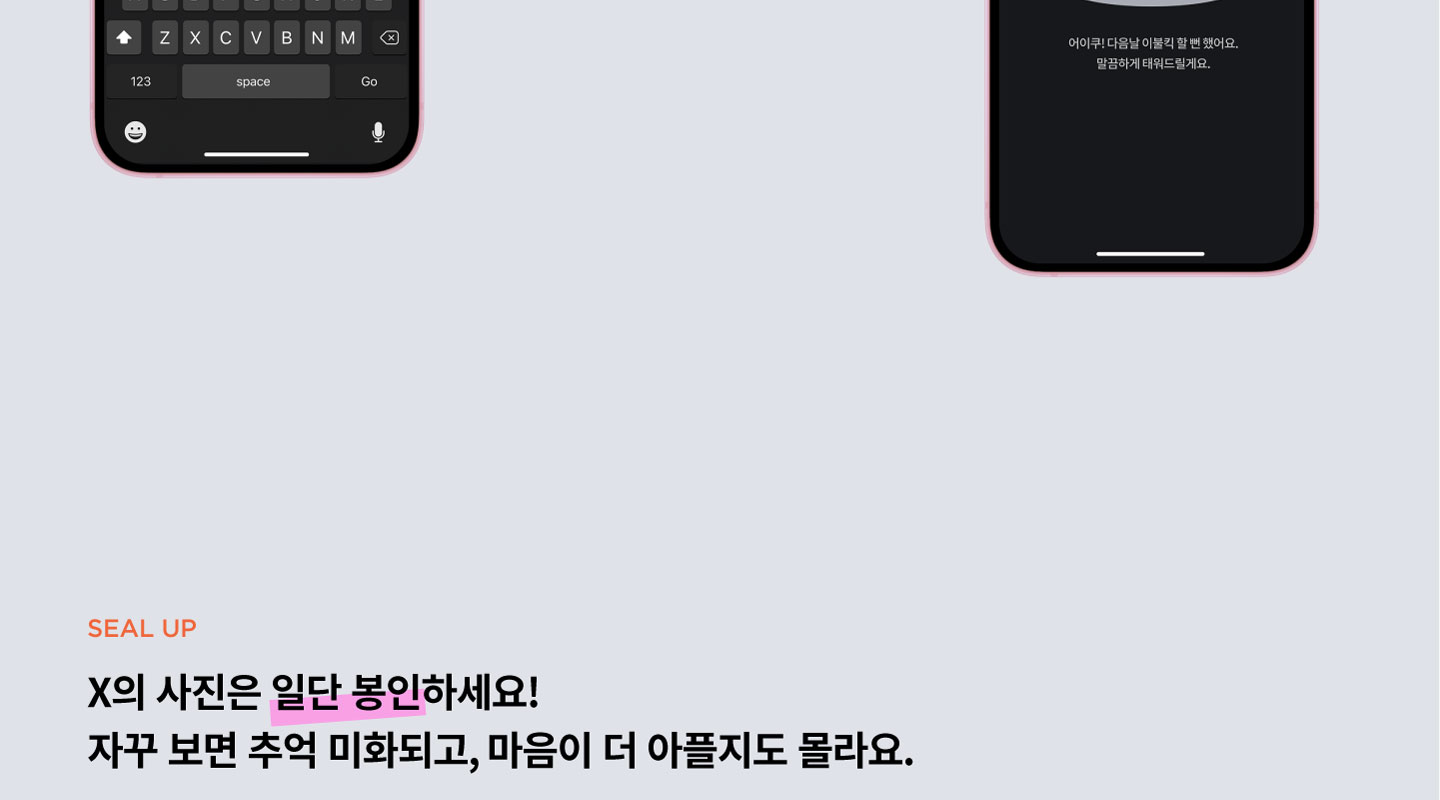 Z X C V B N M
123 space Go
어이쿠! 다음날 이불킥 할 뻔 했어요.
말끔하게 태워드릴게요.
SEAL UP
X의 사진은 일단 봉인하세요!
자꾸 보면 추억 미화되고, 마음이 더 아플지도 몰라요.